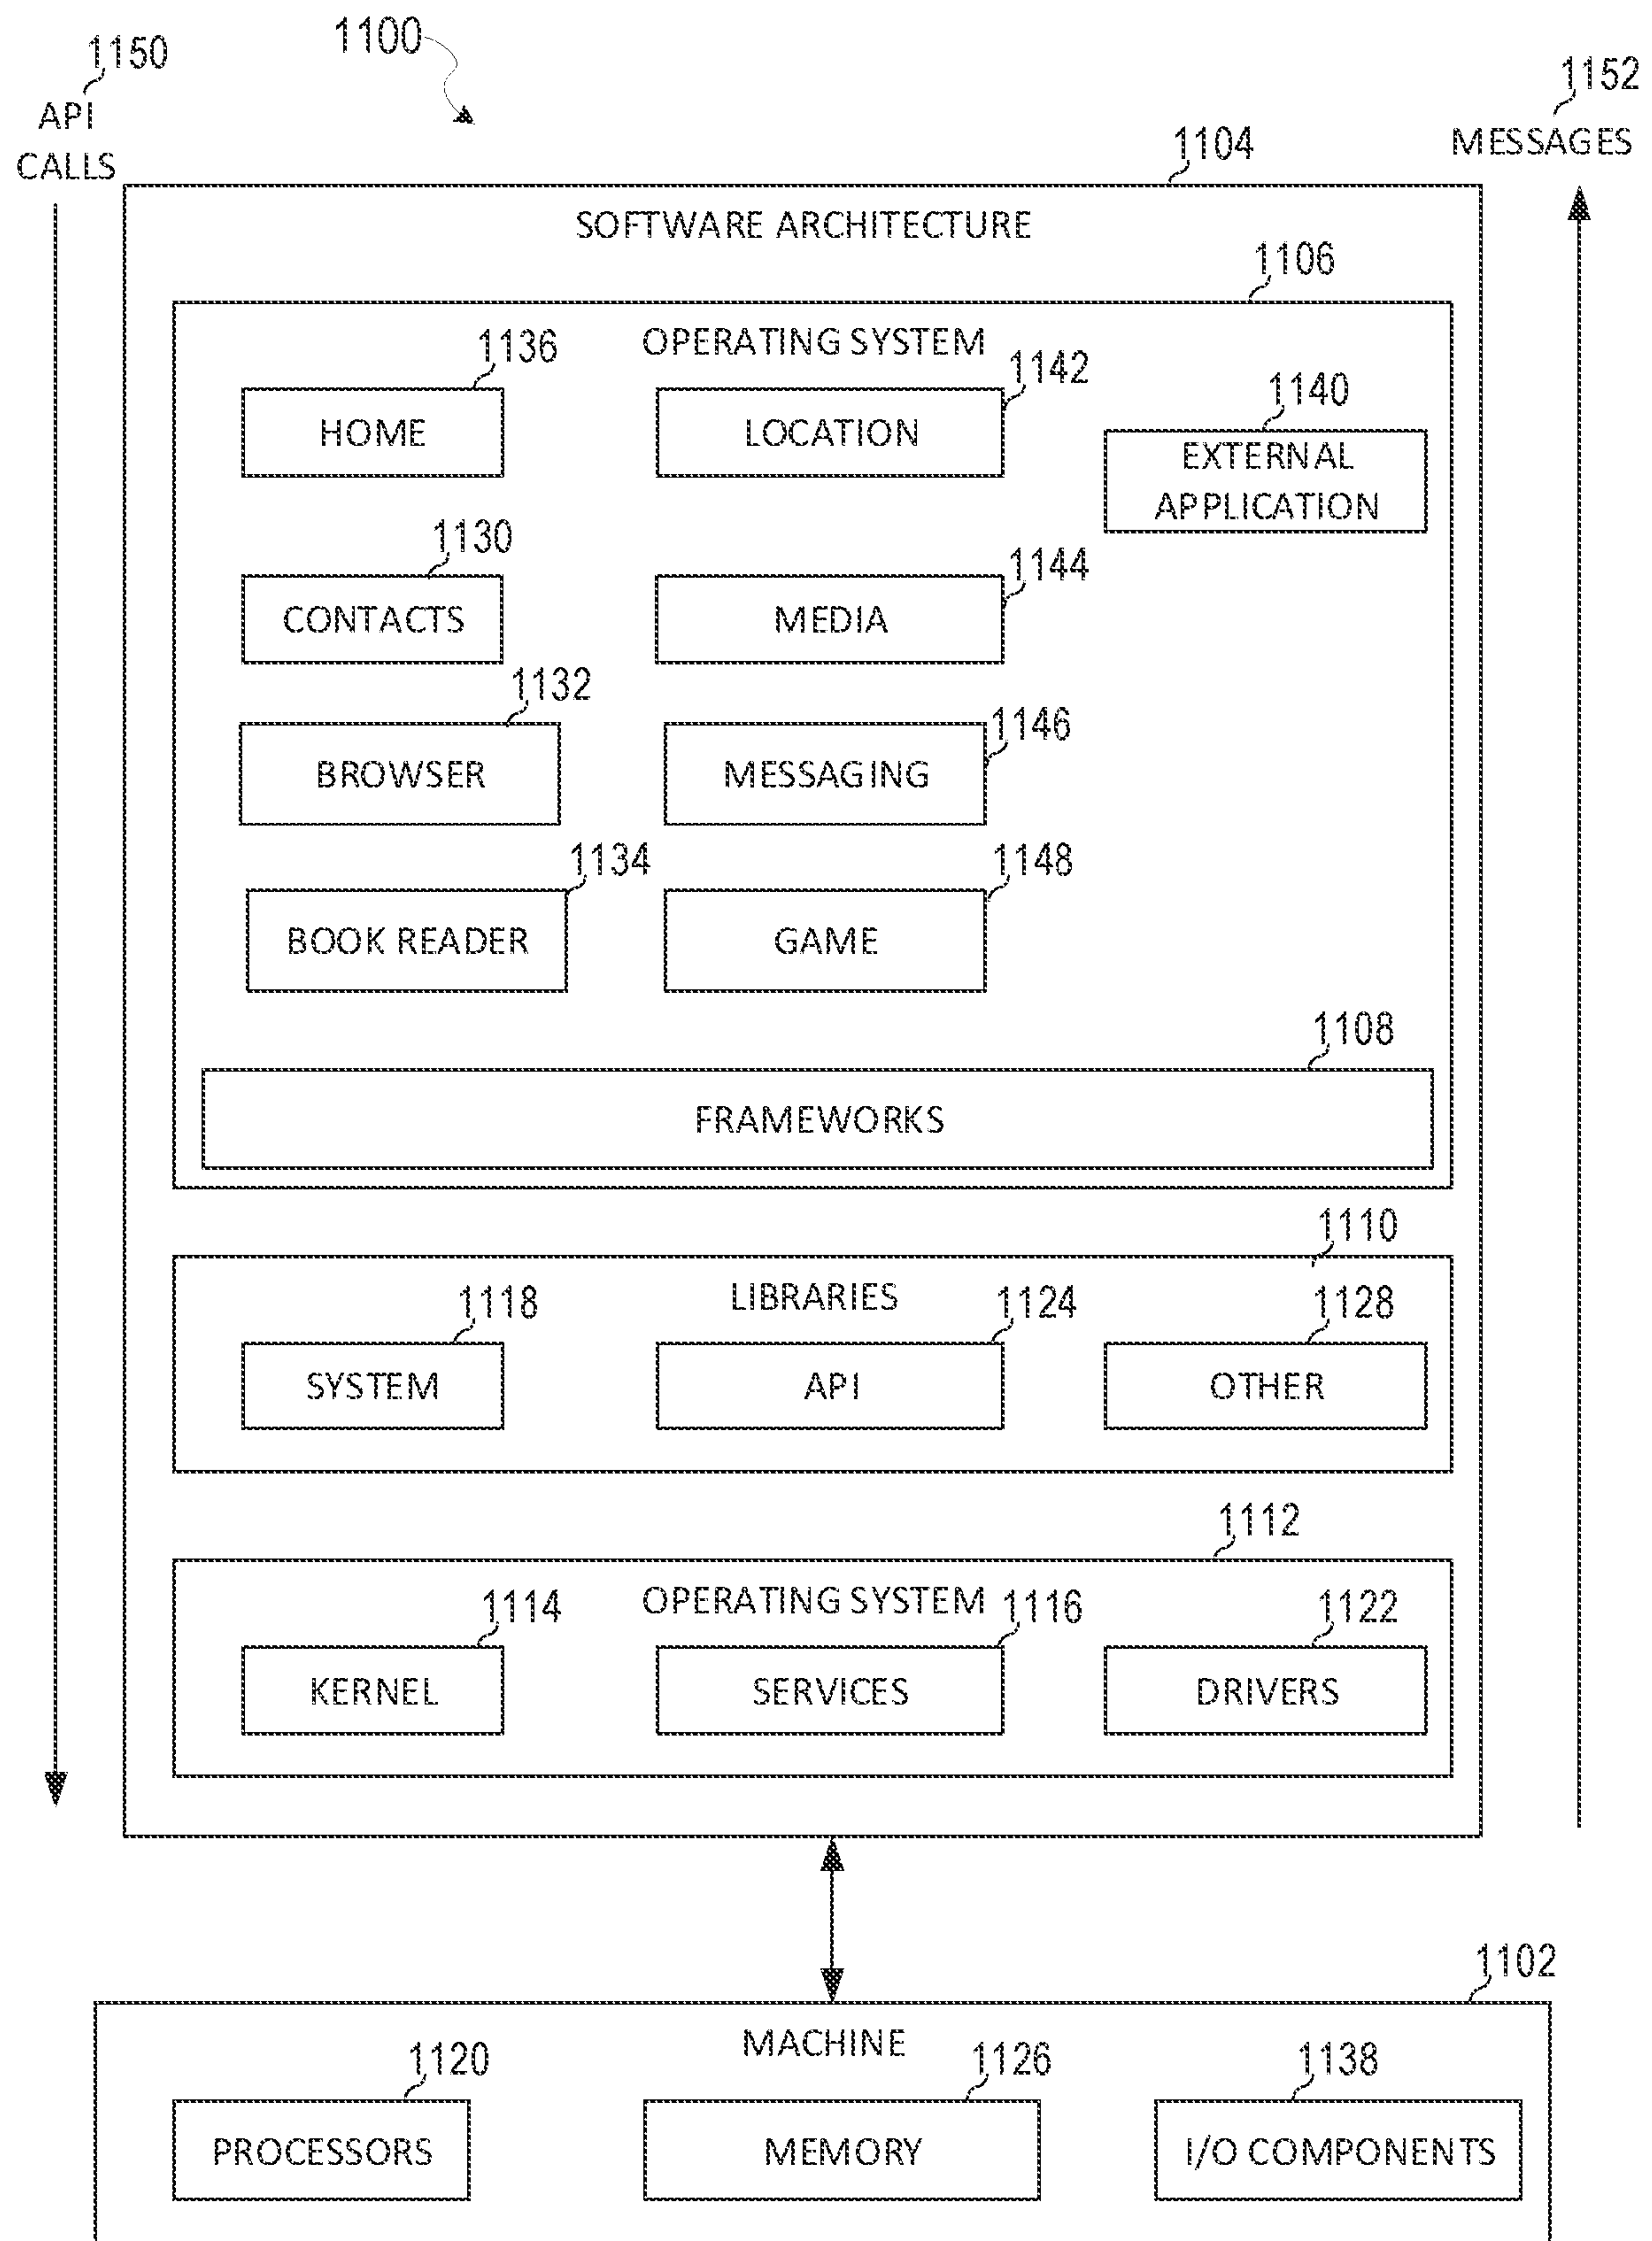 1150
1100
1152
API
CALLS
MESSAGES
1104
SOFTWARE ARCHITECTURE
1106
OPERATING SYSTEM
1136
1142
1140
HOME
LOCATION
EXTERNAL
APPLICATION
1130
1144
CONTACTS
MEDIA
1132
1146
BROWSER
MESSAGING
1134
1148
BOOK READER
GAME
1108
FRAMEWORKS
1110
LIBRARIES
1118
1124
1128
SYSTEM
API
OTHER
1112
OPERATING SYSTEM
1114
1116
1122
KERNEL
SERVICES
DRIVERS
1102
MACHINE
1120
1126
1138
PROCESSORS
MEMORY
I/O COMPONENTS